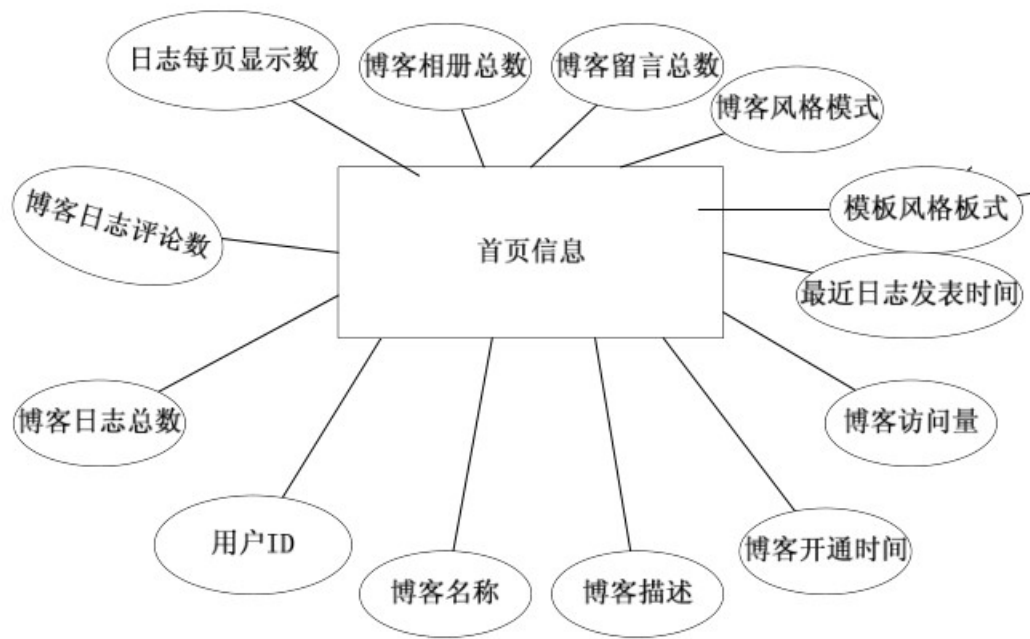 日志每页显示数
博客相册总数
博客留言总数
博客风格模式
博客日志评论数
模板风格板式
首页信息
最近日志发表时间
博客日志总数
博客访问量
用户ID
博客开通时间
博客名称
博客描述